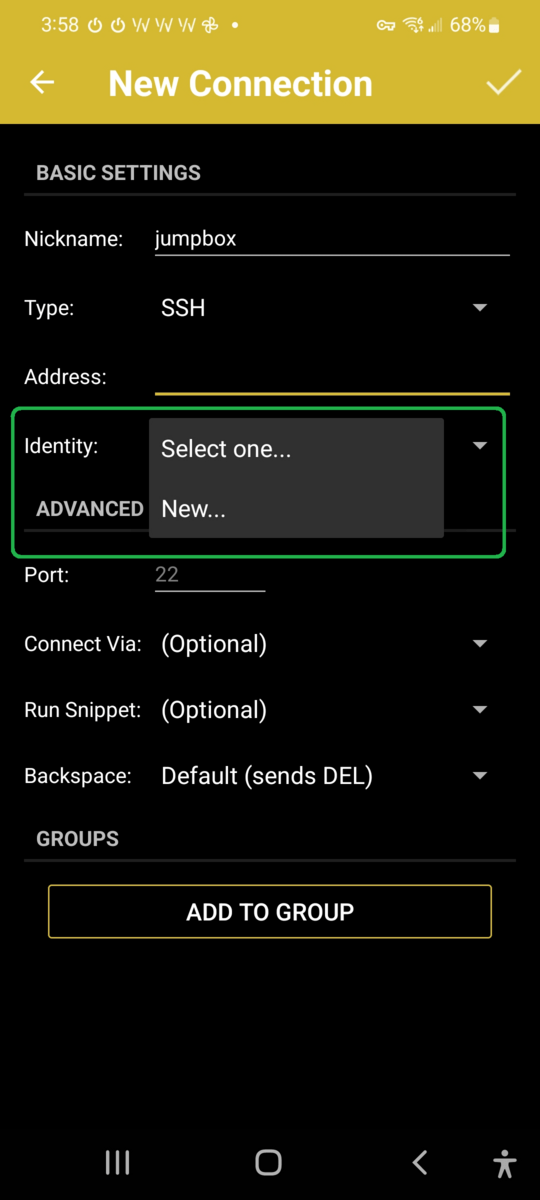 3:58 68%
New Connection
BASIC SETTINGS
Nickname: jumpbox
Type: SSH
Address:
Identity: Select one...
New...
ADVANCED
Port: 22
Connect Via: (Optional)
Run Snippet: (Optional)
Backspace: Default (sends DEL)
GROUPS
ADD TO GROUP